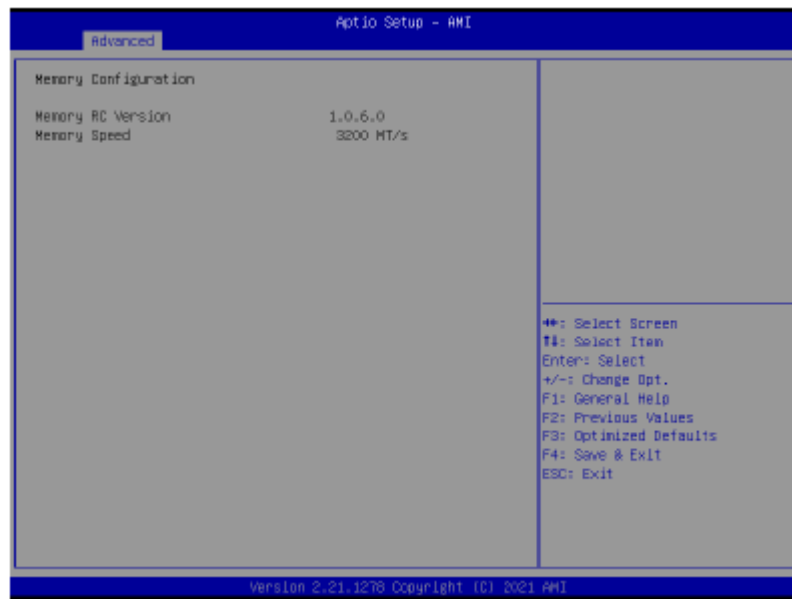 Aptio Setup - AMI
Advanced
Memory Configuration
Memory RC Version 1.0.6.0
Memory Speed 3200 MT/s
→←: Select Screen
↑↓: Select Item
Enter: Select
+/-: Change Opt.
F1: General Help
F2: Previous Values
F3: Optimized Defaults
F4: Save & Exit
ESC: Exit
Version 2.21.1278 Copyright (C) 2021 AMI